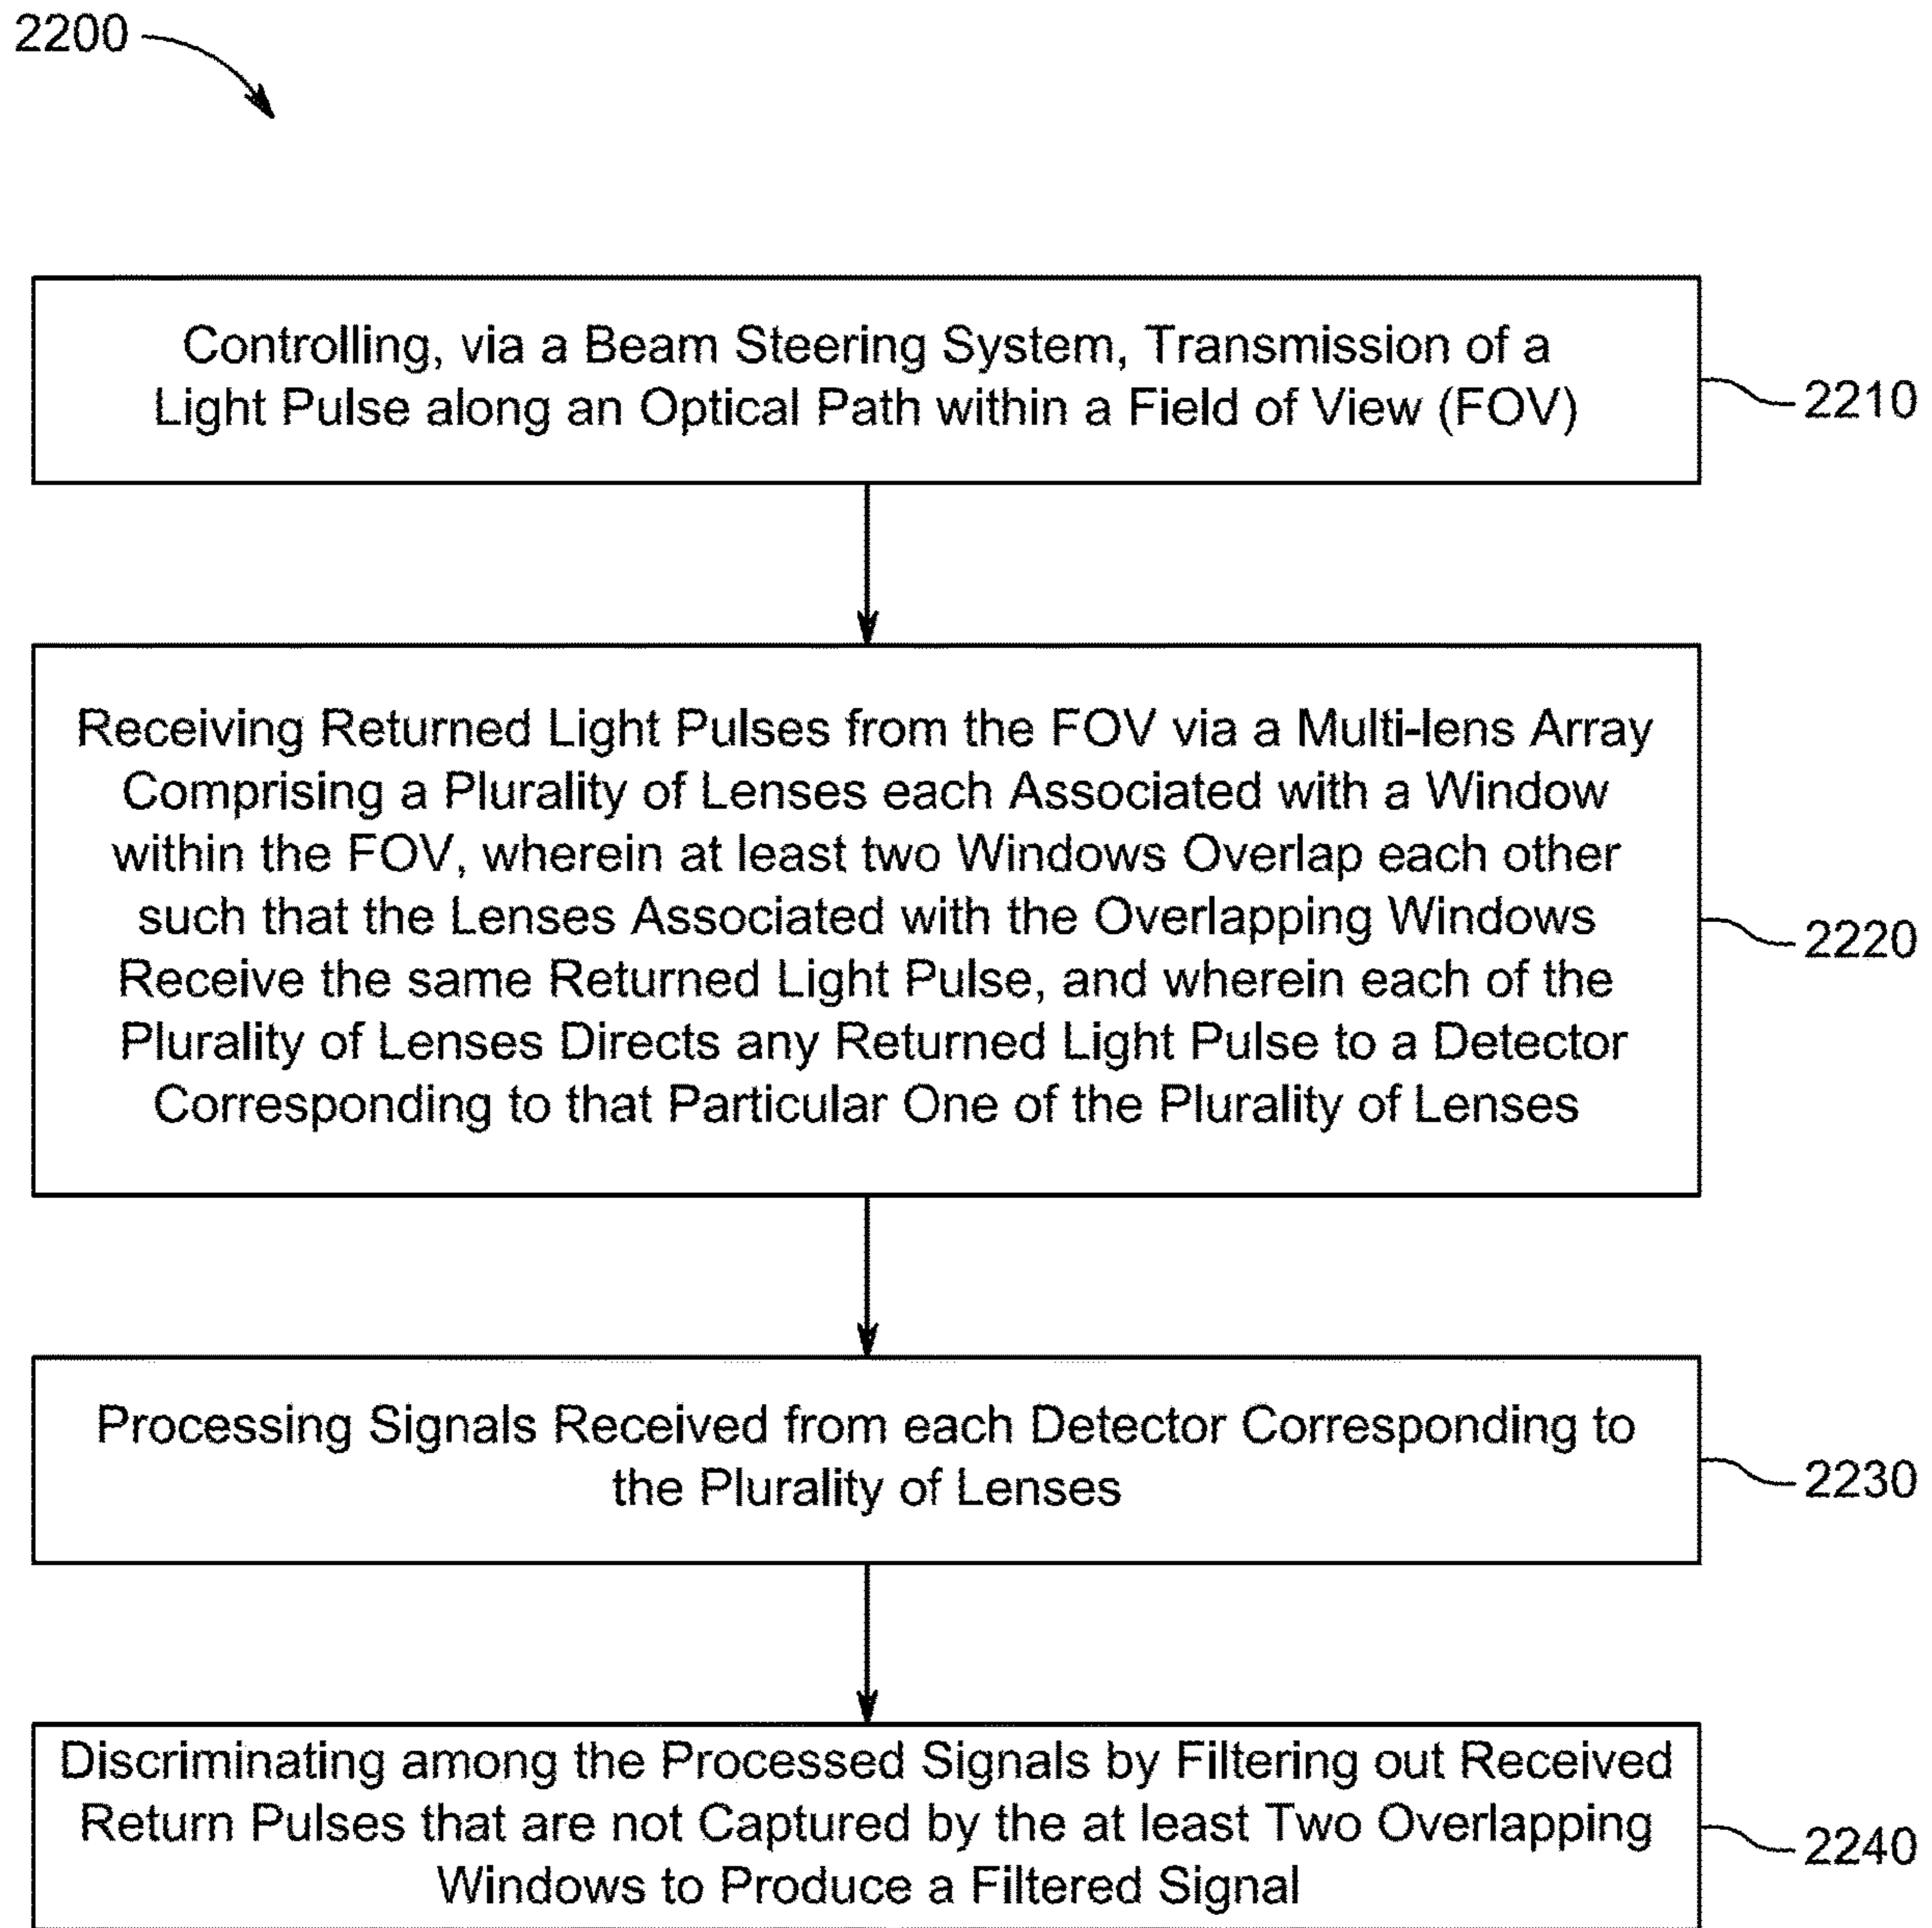 2200
Controlling, via a Beam Steering System, Transmission of a
Light Pulse along an Optical Path within a Field of View (FOV)
2210
Receiving Returned Light Pulses from the FOV via a Multi-lens Array
Comprising a Plurality of Lenses each Associated with a Window
within the FOV, wherein at least two Windows Overlap each other
such that the Lenses Associated with the Overlapping Windows
Receive the same Returned Light Pulse, and wherein each of the
Plurality of Lenses Directs any Returned Light Pulse to a Detector
Corresponding to that Particular One of the Plurality of Lenses
2220
Processing Signals Received from each Detector Corresponding to
the Plurality of Lenses
2230
Discriminating among the Processed Signals by Filtering out Received
Return Pulses that are not Captured by the at least Two Overlapping
Windows to Produce a Filtered Signal
2240